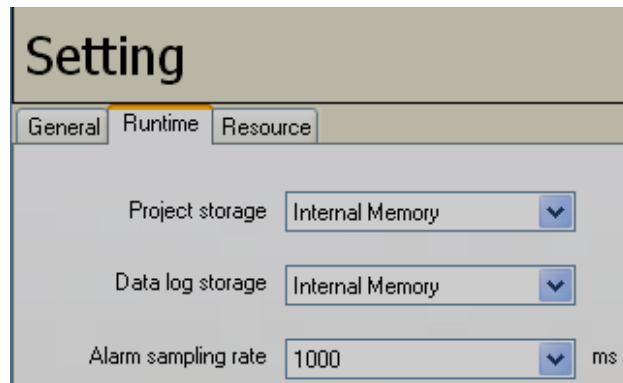 Setting
General Runtime Resource
Project storage Internal Memory
Data log storage Internal Memory
Alarm sampling rate 1000 ms